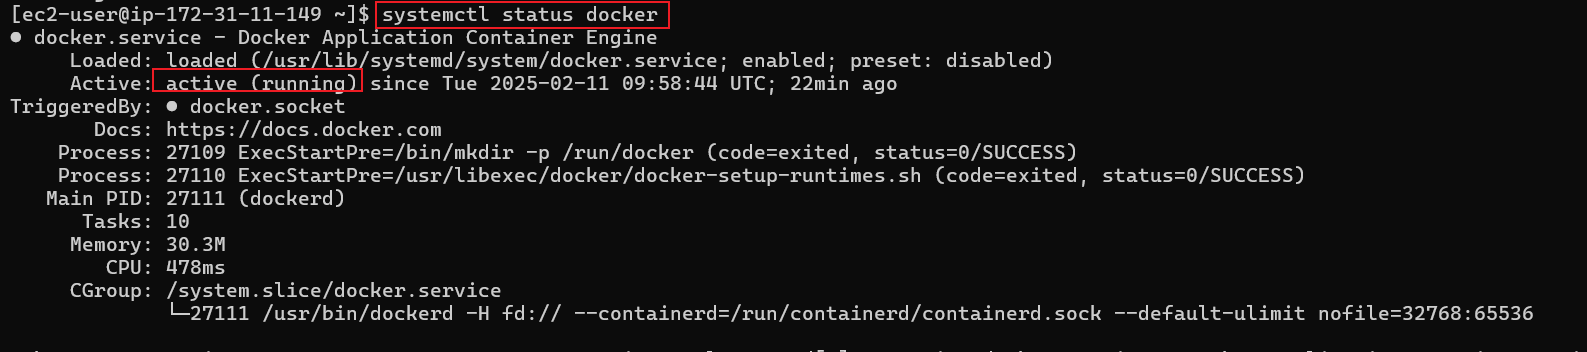 [ec2-user@ip-172-31-11-149 ~]$ systemctl status docker
● docker.service - Docker Application Container Engine
Loaded: loaded (/usr/lib/systemd/system/docker.service; enabled; preset: disabled)
Active: active (running) since Tue 2025-02-11 09:58:44 UTC; 22min ago
TriggeredBy: ● docker.socket
Docs: https://docs.docker.com
Process: 27109 ExecStartPre=/bin/mkdir -p /run/docker (code=exited, status=0/SUCCESS)
Process: 27110 ExecStartPre=/usr/libexec/docker/docker-setup-runtimes.sh (code=exited, status=0/SUCCESS)
Main PID: 27111 (dockerd)
Tasks: 10
Memory: 30.3M
CPU: 478ms
CGroup: /system.slice/docker.service
└─27111 /usr/bin/dockerd -H fd:// --containerd=/run/containerd/containerd.sock --default-ulimit nofile=32768:65536